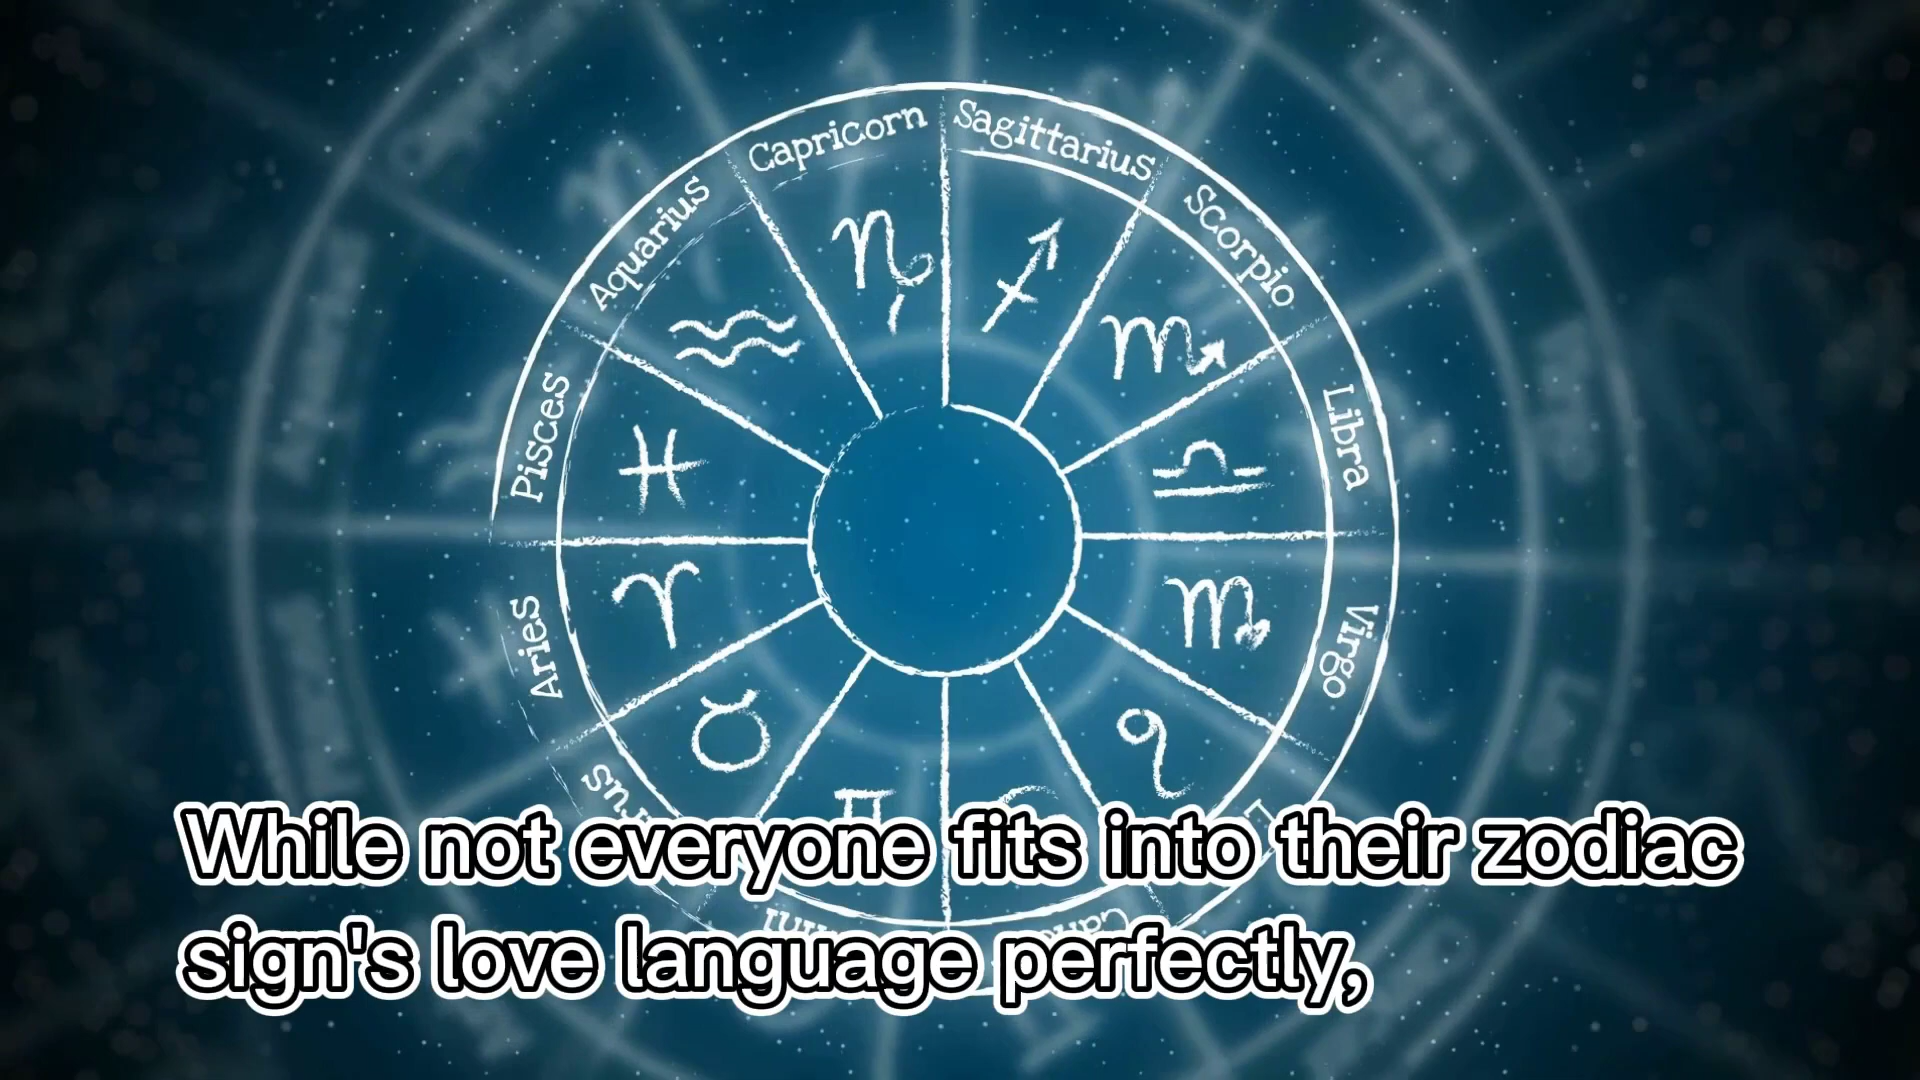 Capricorn
Sagittarius
Aquarius
Scorpio
Pisces
Libra
Aries
Virgo
While not everyone fits into their zodiac
sign's love language perfectly,